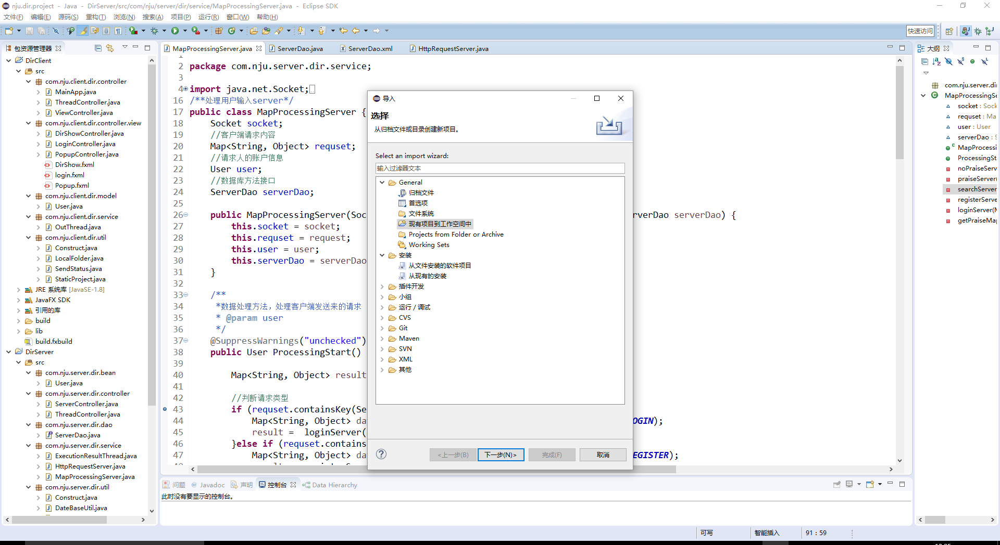 nju.dir.project - Java - DirServer/src/com/nju/server/dir/service/MapProcessingServer.java - Eclipse SDK
文件(F) 编辑(E) 源码(S) 重构(T) 浏览(N) 搜索(A) 项目(P) 运行(R) 窗口(W) 帮助(H)
快速访问
包资源管理器
DirClient
src
com.nju.client.dir.controller
MainApp.java
ThreadController.java
ViewController.java
com.nju.client.dir.controller.view
DirShowController.java
LoginController.java
PopupController.java
DirShow.fxml
login.fxml
Popup.fxml
com.nju.client.dir.model
User.java
com.nju.client.dir.service
OutThread.java
com.nju.client.dir.util
Construct.java
LocalFolder.java
SendStatus.java
StaticProject.java
JRE 系统库 [JavaSE-1.8]
JavaFX SDK
引用的库
build
lib
build.fxbuild
DirServer
src
com.nju.server.dir.bean
User.java
com.nju.server.dir.controller
ServerController.java
ThreadController.java
com.nju.server.dir.dao
ServerDao.java
com.nju.server.dir.service
ExecutionResultThread.java
HttpRequestServer.java
MapProcessingServer.java
com.nju.server.dir.util
Construct.java
DateBaseUtil.java
MapProcessingServer.java ServerDao.java ServerDao.xml HttpRequestServer.java
2 package com.nju.server.dir.service;
3
4 import java.net.Socket;
16 /**处理用户输入server*/
17 public class MapProcessingServer {
18 Socket socket;
19 //客户端请求内容
20 Map<String, Object> requset;
21 //请求人的账户信息
22 User user;
23 //数据库方法接口
24 ServerDao serverDao;
25
26 public MapProcessingServer(Soc rverDao serverDao) {
27 this.socket = socket;
28 this.requset = request;
29 this.user = user;
30 this.serverDao = serverDao
31 }
32
33 /**
34 *数据处理方法，处理客户端发送来的请求
35 * @param user
36 */
37 @SuppressWarnings("unchecked")
38 public User ProcessingStart()
39
40 Map<String, Object> result
41
42 //判断请求类型
43 if (requset.containsKey(Se
44 Map<String, Object> da OGIN);
45 result = loginServer(
46 }else if (requset.contains
47 Map<String, Object> da EGISTER);
导入
选择
从归档文件或目录创建新项目。
Select an import wizard:
输入过滤器文本
General
归档文件
首选项
文件系统
现有项目到工作空间中
Projects from Folder or Archive
Working Sets
安装
从文件安装的软件项目
从现有的安装
插件开发
小组
运行 / 调试
CVS
Git
Maven
SVN
XML
其他
<上一步(B) 下一步(N)> 完成(F) 取消
问题 @ Javadoc 声明 控制台 Data Hierarchy
此时没有要显示的控制台。
大纲
com.nju.server.di
MapProcessingSe
socket : Sock
requset : Ma
user : User
serverDao : S
MapProcessi
ProcessingSt
noPraiseServ
praiseServer(
searchServer
registerServe
loginServer(M
getPraiseMap
可写 智能插入 91 : 59